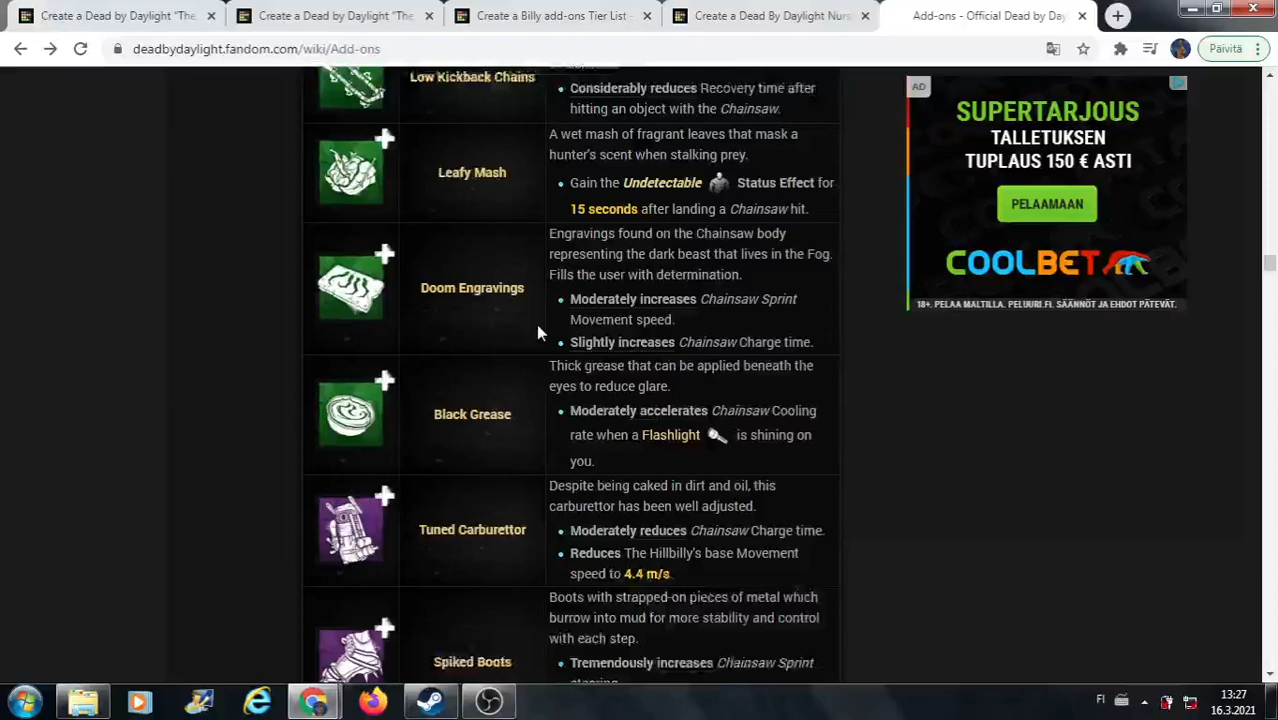 Create a Dead by Daylight "The
Create a Dead by Daylight "The
Create a Billy add-ons Tier List -
Create a Dead By Daylight Nurs
Add-ons - Official Dead by Day
deadbydaylight.fandom.com/wiki/Add-ons
Päivitä
Low Kickback Chains
Considerably reduces Recovery time after
hitting an object with the Chainsaw.
Leafy Mash
A wet mash of fragrant leaves that mask a
hunter's scent when stalking prey.
Gain the Undetectable Status Effect for
15 seconds after landing a Chainsaw hit.
Doom Engravings
Engravings found on the Chainsaw body
representing the dark beast that lives in the Fog.
Fills the user with determination.
Moderately increases Chainsaw Sprint
Movement speed.
Slightly increases Chainsaw Charge time.
Black Grease
Thick grease that can be applied beneath the
eyes to reduce glare.
Moderately accelerates Chainsaw Cooling
rate when a Flashlight is shining on
you.
Tuned Carburettor
Despite being caked in dirt and oil, this
carburettor has been well adjusted.
Moderately reduces Chainsaw Charge time.
Reduces The Hillbilly's base Movement
speed to 4.4 m/s.
Spiked Boots
Boots with strapped-on pieces of metal which
burrow into mud for more stability and control
with each step.
Tremendously increases Chainsaw Sprint
AD
SUPERTARJOUS
TALLETUKSEN
TUPLAUS 150 € ASTI
PELAAMAAN
COOLBET
18+. PELAA MALTILLA. PELUURI.FI. SÄÄNNÖT JA EHDOT PÄTEVÄT.
FI
13:27
16.3.2021